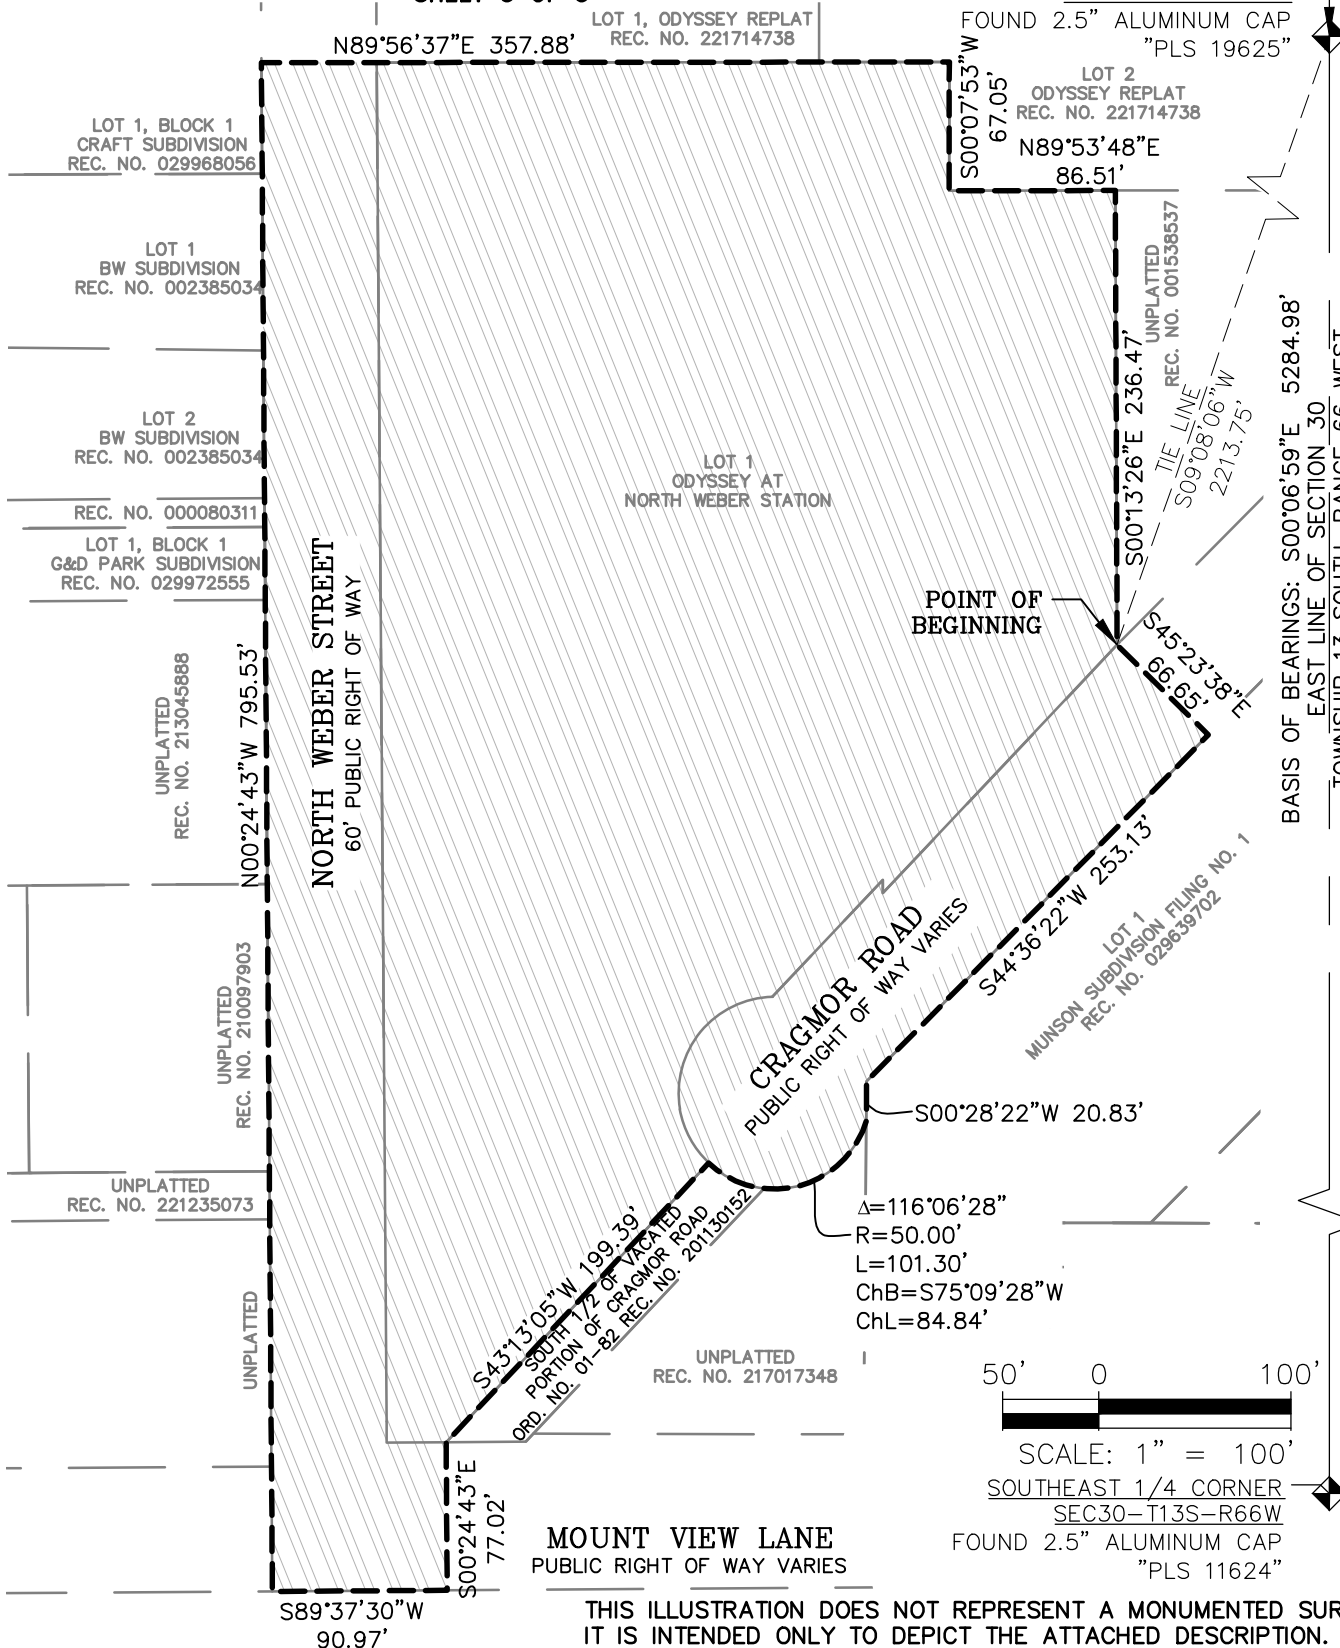 LOT 1, ODYSSEY REPLAT
REC. NO. 221714738
N89°56'37"E 357.88'
FOUND 2.5" ALUMINUM CAP
"PLS 19625"
S00°07'53"W
67.05'
LOT 2
ODYSSEY REPLAT
REC. NO. 221714738
N89°53'48"E
86.51'
LOT 1, BLOCK 1
CRAFT SUBDIVISION
REC. NO. 029968056
LOT 1
BW SUBDIVISION
REC. NO. 002385034
LOT 2
BW SUBDIVISION
REC. NO. 002385034
REC. NO. 000080311
LOT 1, BLOCK 1
G&D PARK SUBDIVISION
REC. NO. 029972555
UNPLATTED
REC. NO. 213045888
N00°24'43"W 795.53'
NORTH WEBER STREET
60' PUBLIC RIGHT OF WAY
LOT 1
ODYSSEY AT
NORTH WEBER STATION
UNPLATTED
REC. NO. 001538537
S00°13'26"E 236.47'
TIE LINE
S09°08'06"W
2213.75'
BASIS OF BEARINGS: S00°06'59"E 5284.98'
EAST LINE OF SECTION 30
TOWNSHIP 13 SOUTH, RANGE 66 WEST
POINT OF
BEGINNING
S45°23'38"E
66.65'
S44°36'22"W 253.13'
LOT 1
MUNSON SUBDIVISION FILING NO. 1
REC. NO. 029639702
CRAGMOR ROAD
PUBLIC RIGHT OF WAY VARIES
S00°28'22"W 20.83'
UNPLATTED
REC. NO. 210097903
UNPLATTED
REC. NO. 221235073
UNPLATTED
Δ=116°06'28"
R=50.00'
L=101.30'
ChB=S75°09'28"W
ChL=84.84'
S43°13'05"W 199.39'
SOUTH 1/2 OF VACATED
PORTION OF CRAGMOR ROAD
ORD. NO. 01-82 REC. NO. 201130152
UNPLATTED
REC. NO. 217017348
50' 0 100'
SCALE: 1" = 100'
SOUTHEAST 1/4 CORNER
SEC30-T13S-R66W
FOUND 2.5" ALUMINUM CAP
"PLS 11624"
S00°24'43"E
77.02'
MOUNT VIEW LANE
PUBLIC RIGHT OF WAY VARIES
S89°37'30"W
90.97'
THIS ILLUSTRATION DOES NOT REPRESENT A MONUMENTED SUR
IT IS INTENDED ONLY TO DEPICT THE ATTACHED DESCRIPTION.